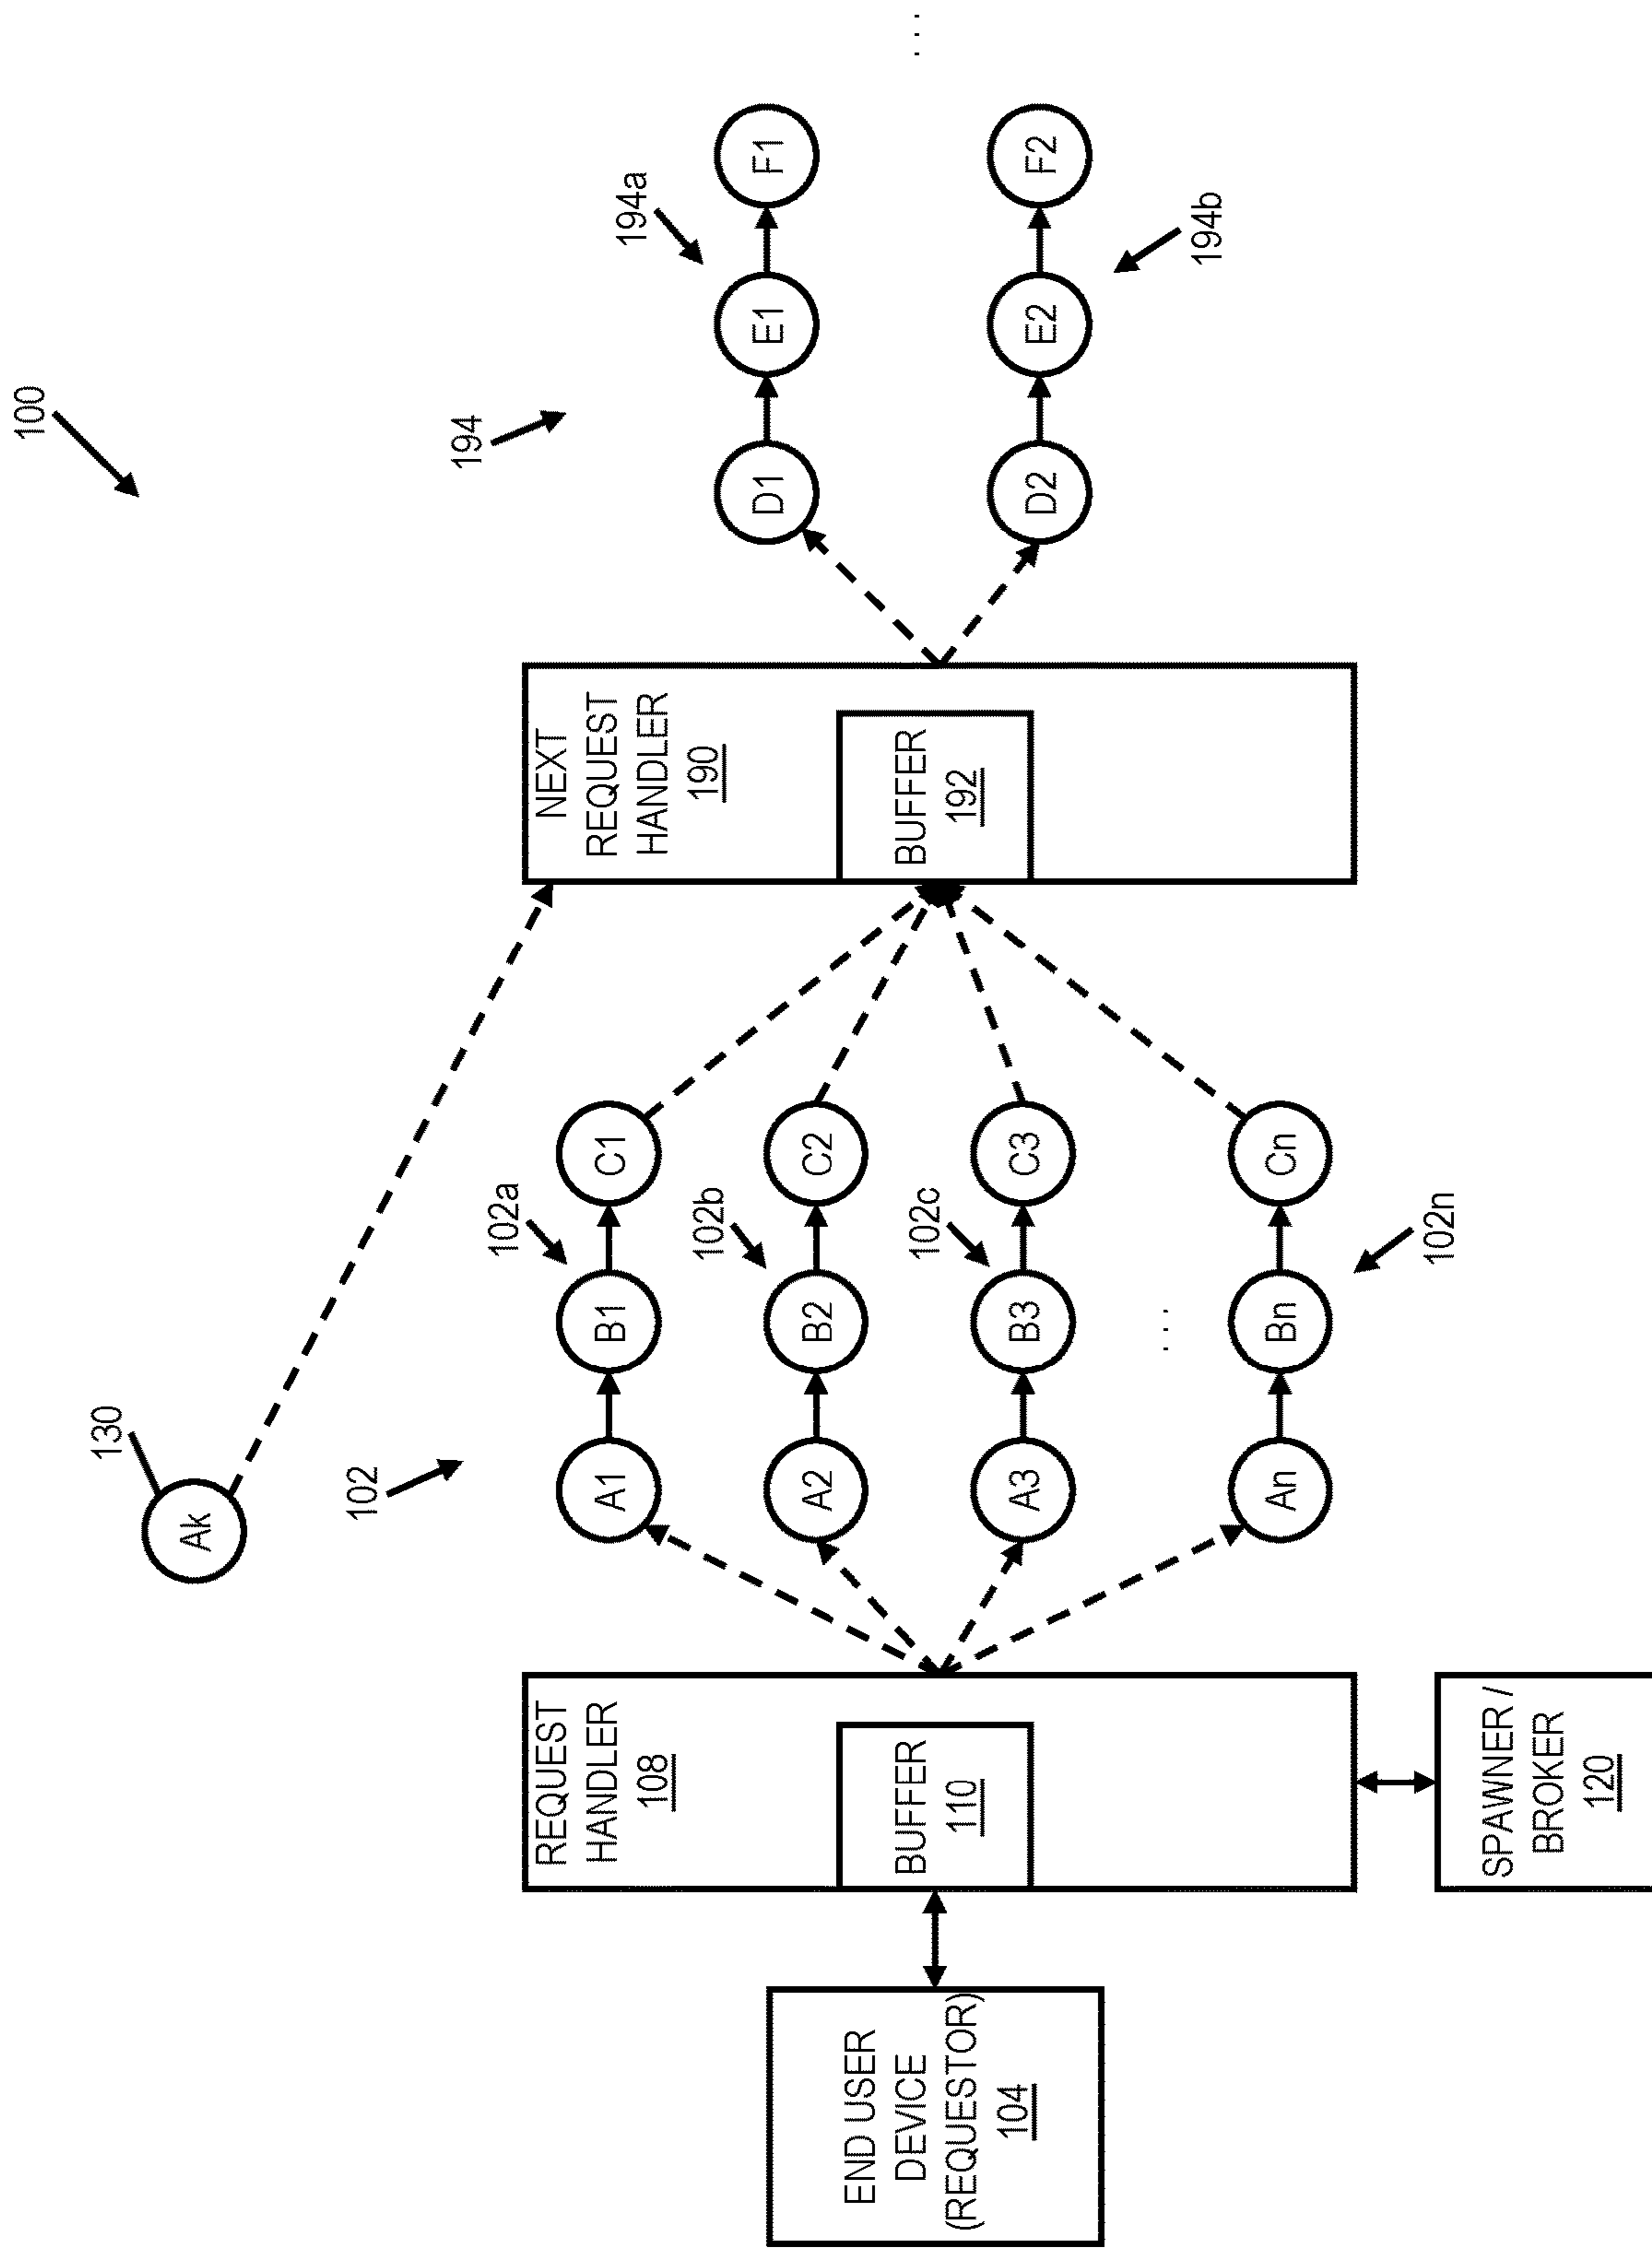 100
130
Ak
102
194
194a
194b
END USER
DEVICE
(REQUESTOR)
104
REQUEST
HANDLER
108
BUFFER
110
SPAWNER /
BROKER
120
A1
B1
C1
102a
A2
B2
C2
102b
A3
B3
C3
102c
...
An
Bn
Cn
102n
NEXT
REQUEST
HANDLER
190
BUFFER
192
D1
E1
F1
D2
E2
F2
...